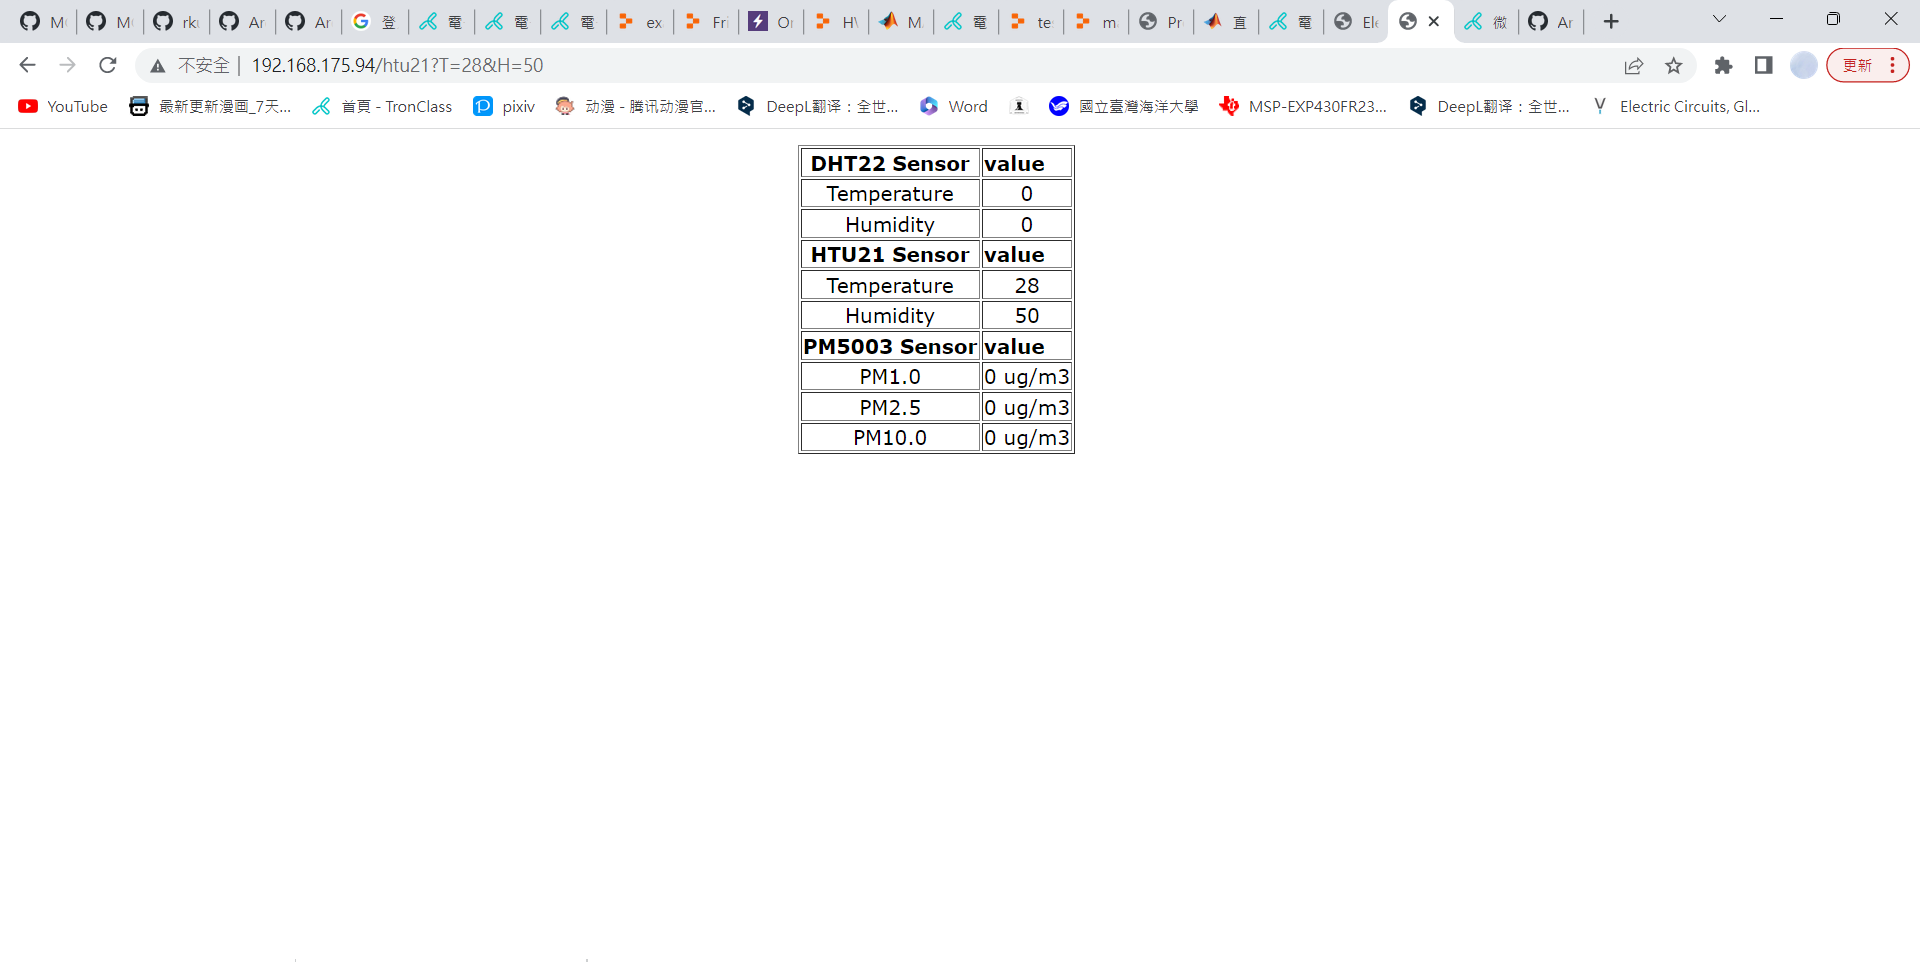 M
M
rk
Ar
Ar
登
電
電
電
ex
Fri
Or
HV
M
電
te
m
Pr
直
電
Ele
微
Ar
不安全 192.168.175.94/htu21?T=28&H=50
更新
YouTube
最新更新漫画_7天...
首頁 - TronClass
pixiv
动漫 - 腾讯动漫官...
DeepL翻译：全世...
Word
國立臺灣海洋大學
MSP-EXP430FR23...
DeepL翻译：全世...
Electric Circuits, Gl...
DHT22 Sensor value
Temperature 0
Humidity 0
HTU21 Sensor value
Temperature 28
Humidity 50
PM5003 Sensor value
PM1.0 0 ug/m3
PM2.5 0 ug/m3
PM10.0 0 ug/m3